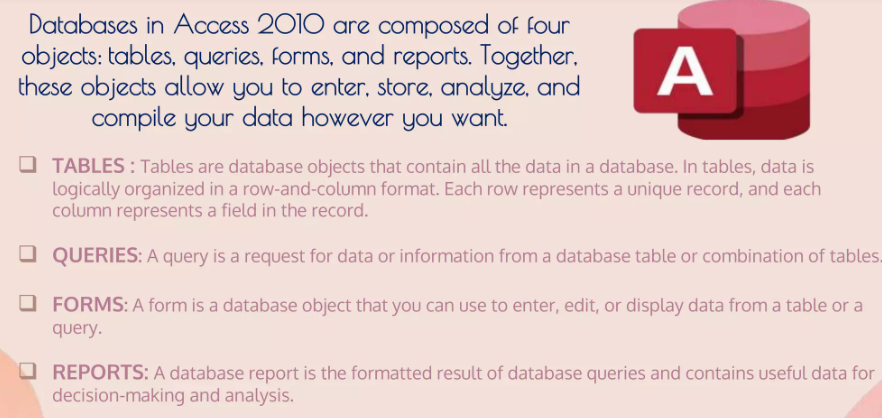 Databases in Access 2010 are composed of four
objects: tables, queries, forms, and reports. Together,
these objects allow you to enter, store, analyze, and
compile your data however you want.
A
TABLES : Tables are database objects that contain all the data in a database. In tables, data is
logically organized in a row-and-column format. Each row represents a unique record, and each
column represents a field in the record.
QUERIES: A query is a request for data or information from a database table or combination of tables.
FORMS: A form is a database object that you can use to enter, edit, or display data from a table or a
query.
REPORTS: A database report is the formatted result of database queries and contains useful data for
decision-making and analysis.